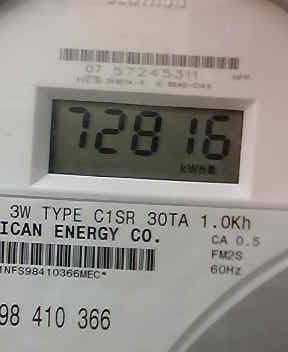 07 57245311
72816
kWh
3W TYPE C1SR 30TA 1.0Kh
ICAN ENERGY CO.
CA 0.5
FM2S
60Hz
1NFS98410366MEC*
98 410 366